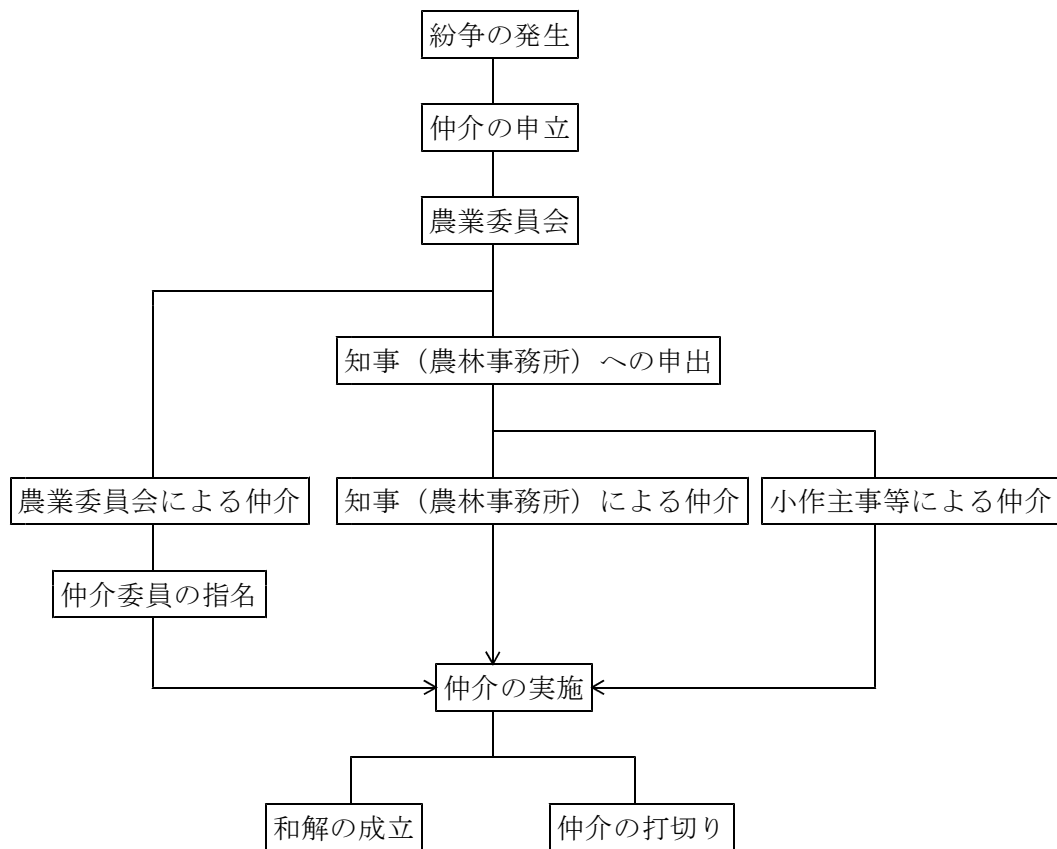 紛争の発生
仲介の申立
農業委員会
知事（農林事務所）への申出
農業委員会による仲介
知事（農林事務所）による仲介
小作主事等による仲介
仲介委員の指名
仲介の実施
和解の成立
仲介の打切り